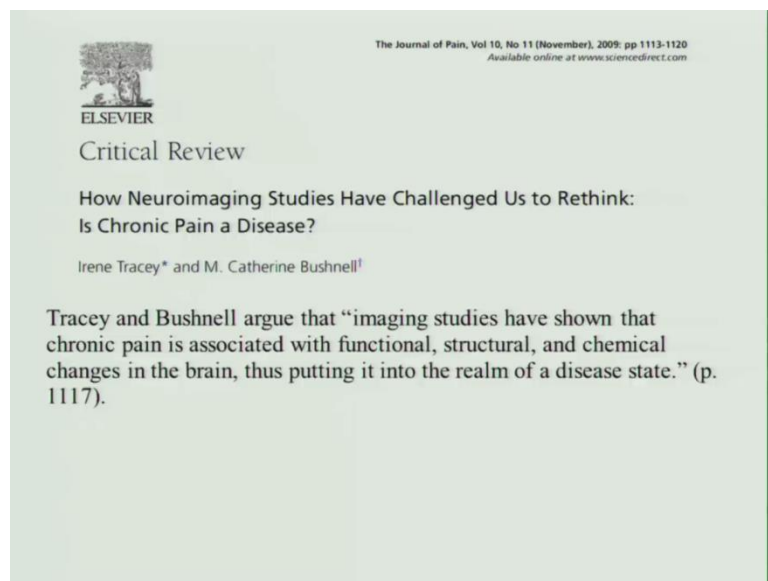 The Journal of Pain, Vol 10, No 11 (November), 2009: pp 1113-1120
Available online at www.sciencedirect.com
ELSEVIER
Critical Review
How Neuroimaging Studies Have Challenged Us to Rethink:
Is Chronic Pain a Disease?
Irene Tracey* and M. Catherine Bushnell†
Tracey and Bushnell argue that “imaging studies have shown that
chronic pain is associated with functional, structural, and chemical
changes in the brain, thus putting it into the realm of a disease state.” (p.
1117).